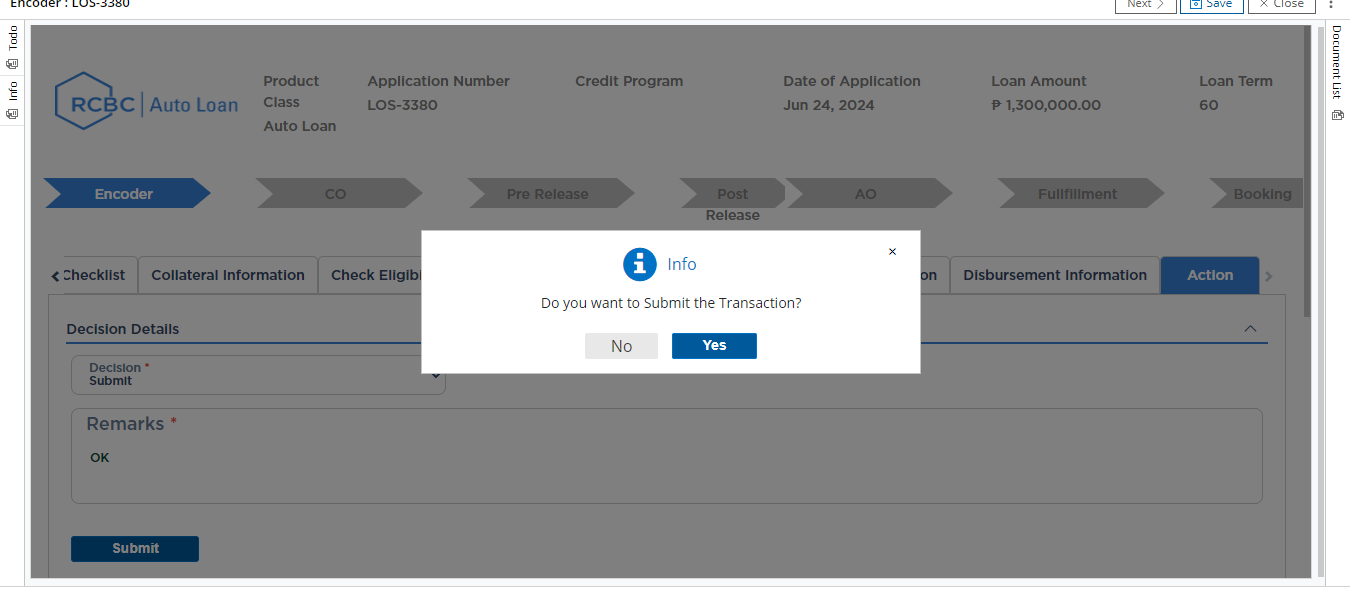 Encoder : LOS-3380
Next
Save
Close
Todo
Info
Document List
RCBC | Auto Loan
Product Class
Auto Loan
Application Number
LOS-3380
Credit Program
Date of Application
Jun 24, 2024
Loan Amount
₱ 1,300,000.00
Loan Term
60
Encoder
CO
Pre Release
Post Release
AO
Fullfillment
Booking
Checklist
Collateral Information
Check Eligibi
on
Disbursement Information
Action
Info
×
Do you want to Submit the Transaction?
No
Yes
Decision Details
Decision *
Submit
Remarks *
OK
Submit